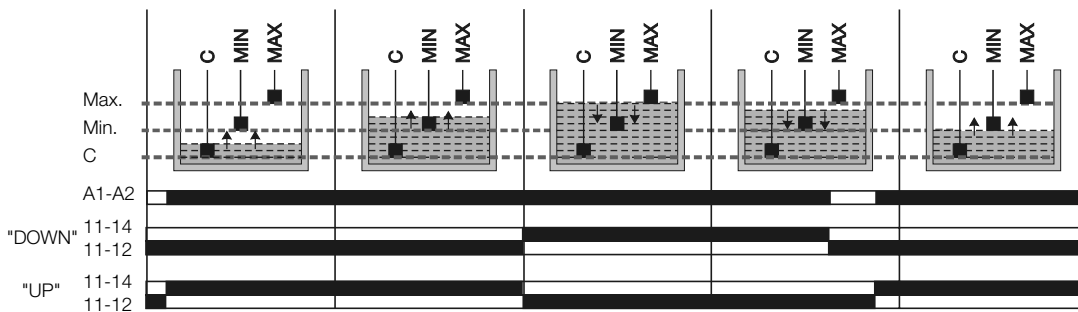 C MIN MAX C MIN MAX C MIN MAX C MIN MAX C MIN MAX
Max.
Min.
C
A1-A2
"DOWN" 11-14
11-12
"UP" 11-14
11-12